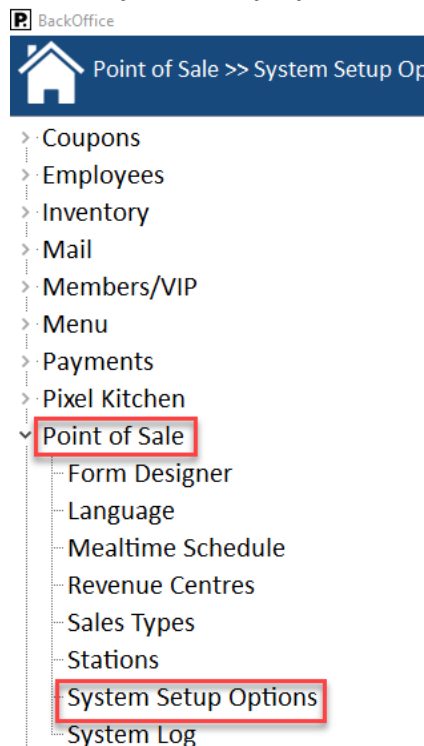 BackOffice
Point of Sale >> System Setup Op
Coupons
Employees
Inventory
Mail
Members/VIP
Menu
Payments
Pixel Kitchen
Point of Sale
Form Designer
Language
Mealtime Schedule
Revenue Centres
Sales Types
Stations
System Setup Options
System Log